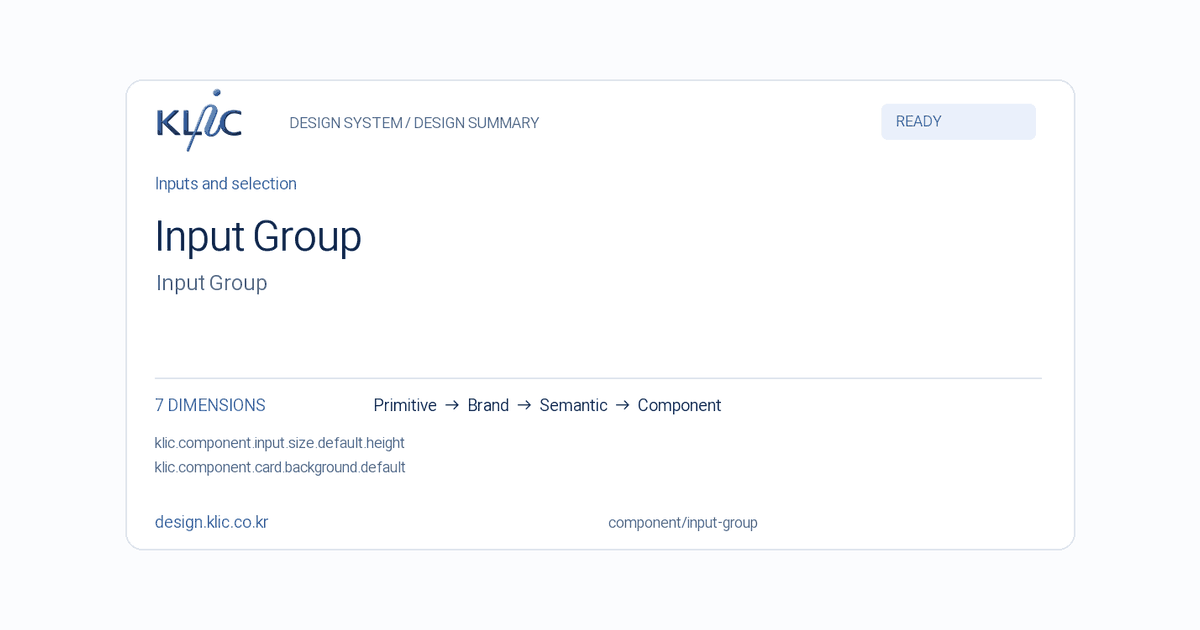 KLiC
DESIGN SYSTEM / DESIGN SUMMARY
READY
Inputs and selection
Input Group
Input Group
7 DIMENSIONS
Primitive → Brand → Semantic → Component
klic.component.input.size.default.height
klic.component.card.background.default
design.klic.co.kr
component/input-group